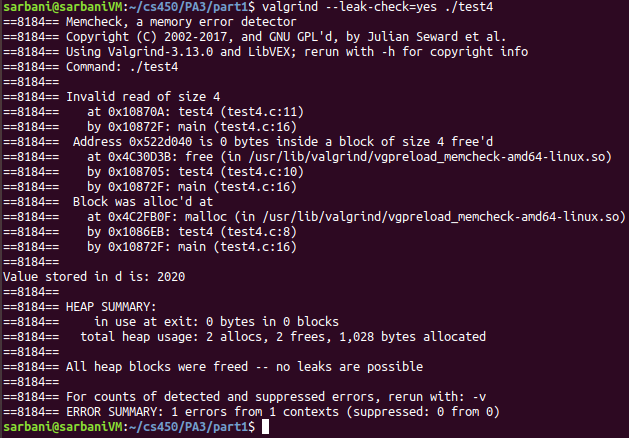 sarbani@sarbaniVM:~/cs450/PA3/part1$ valgrind --leak-check=yes ./test4
==8184== Memcheck, a memory error detector
==8184== Copyright (C) 2002-2017, and GNU GPL'd, by Julian Seward et al.
==8184== Using Valgrind-3.13.0 and LibVEX; rerun with -h for copyright info
==8184== Command: ./test4
==8184==
==8184== Invalid read of size 4
==8184==    at 0x10870A: test4 (test4.c:11)
==8184==    by 0x10872F: main (test4.c:16)
==8184==  Address 0x522d040 is 0 bytes inside a block of size 4 free'd
==8184==    at 0x4C30D3B: free (in /usr/lib/valgrind/vgpreload_memcheck-amd64-linux.so)
==8184==    by 0x108705: test4 (test4.c:10)
==8184==    by 0x10872F: main (test4.c:16)
==8184==  Block was alloc'd at
==8184==    at 0x4C2FB0F: malloc (in /usr/lib/valgrind/vgpreload_memcheck-amd64-linux.so)
==8184==    by 0x1086EB: test4 (test4.c:8)
==8184==    by 0x10872F: main (test4.c:16)
==8184==
Value stored in d is: 2020
==8184==
==8184== HEAP SUMMARY:
==8184==     in use at exit: 0 bytes in 0 blocks
==8184==   total heap usage: 2 allocs, 2 frees, 1,028 bytes allocated
==8184==
==8184== All heap blocks were freed -- no leaks are possible
==8184==
==8184== For counts of detected and suppressed errors, rerun with: -v
==8184== ERROR SUMMARY: 1 errors from 1 contexts (suppressed: 0 from 0)
sarbani@sarbaniVM:~/cs450/PA3/part1$